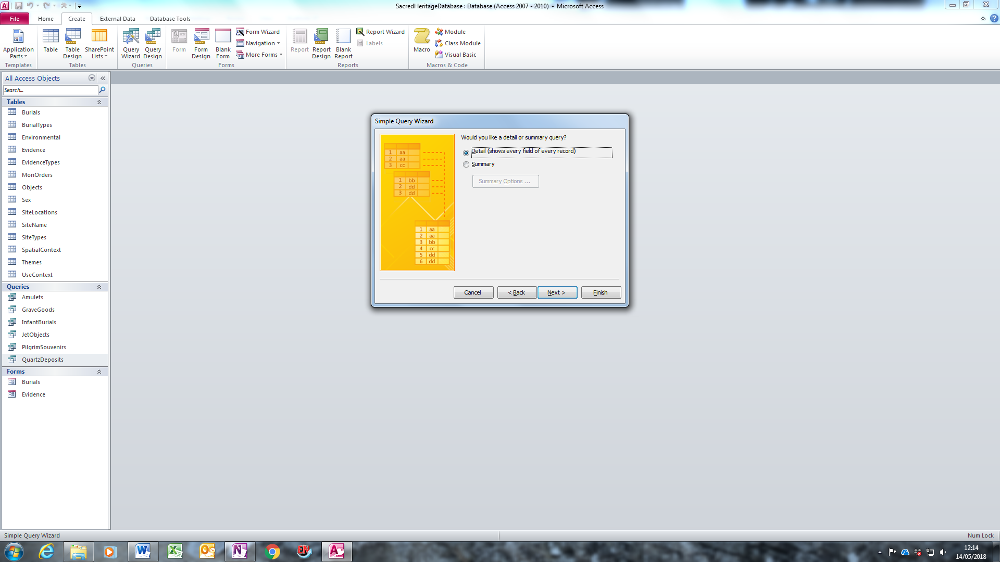 SacredHeritageDatabase : Database (Access 2007 - 2010) - Microsoft Access
File Home Create External Data Database Tools
Application Parts
Templates
Table
Table Design
SharePoint Lists
Tables
Query Wizard
Query Design
Queries
Form
Form Design
Blank Form
Form Wizard
Navigation
More Forms
Forms
Report
Report Design
Blank Report
Report Wizard
Labels
Reports
Macro
Module
Class Module
Visual Basic
Macros & Code
All Access Objects
Search...
Tables
Burials
BurialTypes
Environmental
Evidence
EvidenceTypes
MonOrders
Objects
Sex
SiteLocations
SiteName
SiteTypes
SpatialContext
Themes
UseContext
Queries
Amulets
GraveGoods
InfantBurials
JetObjects
PilgrimSouvenirs
QuartzDeposits
Forms
Burials
Evidence
Simple Query Wizard
Would you like a detail or summary query?
Detail (shows every field of every record)
Summary
Summary Options ...
1 aa
2 aa
3 cc
1 bb
2 dd
3 dd
1 aa
2 aa
3 bb
4 cc
5 dd
6 dd
Cancel
< Back
Next >
Finish
Simple Query Wizard
Num Lock
12:14
14/05/2018